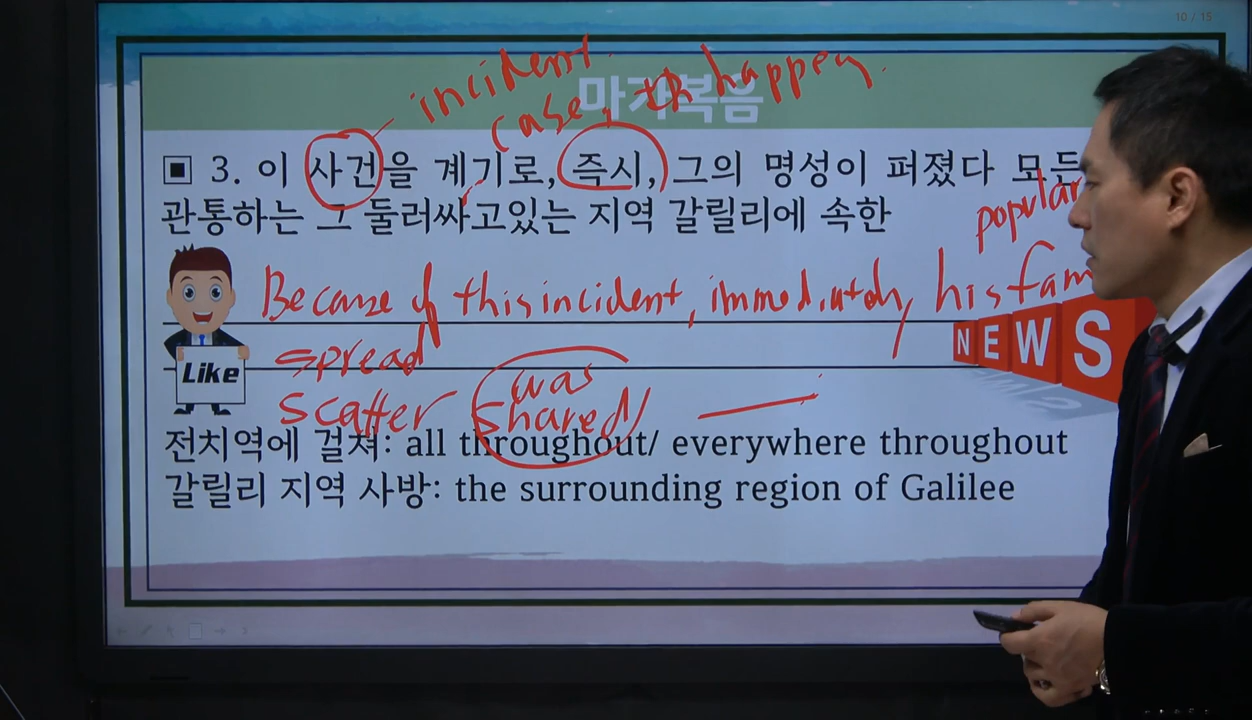 10 / 15
incident.
case, th happen.
마가복음
▣ 3. 이 사건을 계기로, 즉시, 그의 명성이 퍼졌다 모든
관통하는 그 둘러싸고있는 지역 갈릴리에 속한
popular
Because of this incident, immediately, his fam
NEWS
spread
Like
scatter was
shared
전치역에 걸쳐: all throughout/ everywhere throughout
갈릴리 지역 사방: the surrounding region of Galilee